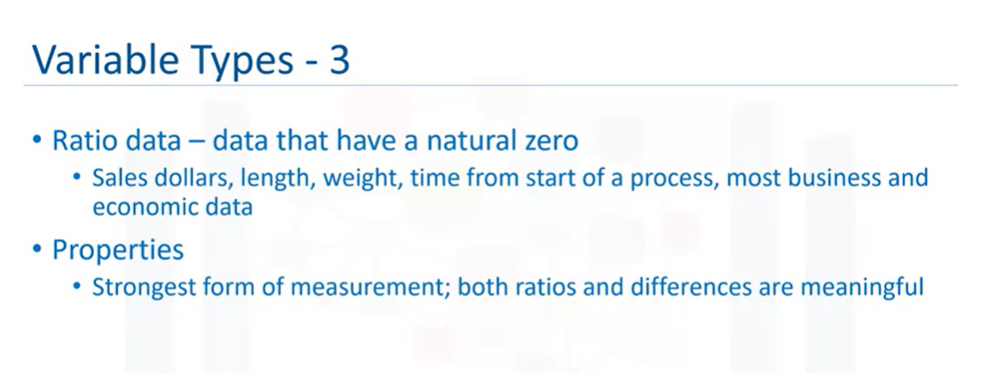 Variable Types - 3
• Ratio data – data that have a natural zero
• Sales dollars, length, weight, time from start of a process, most business and
economic data
• Properties
• Strongest form of measurement; both ratios and differences are meaningful